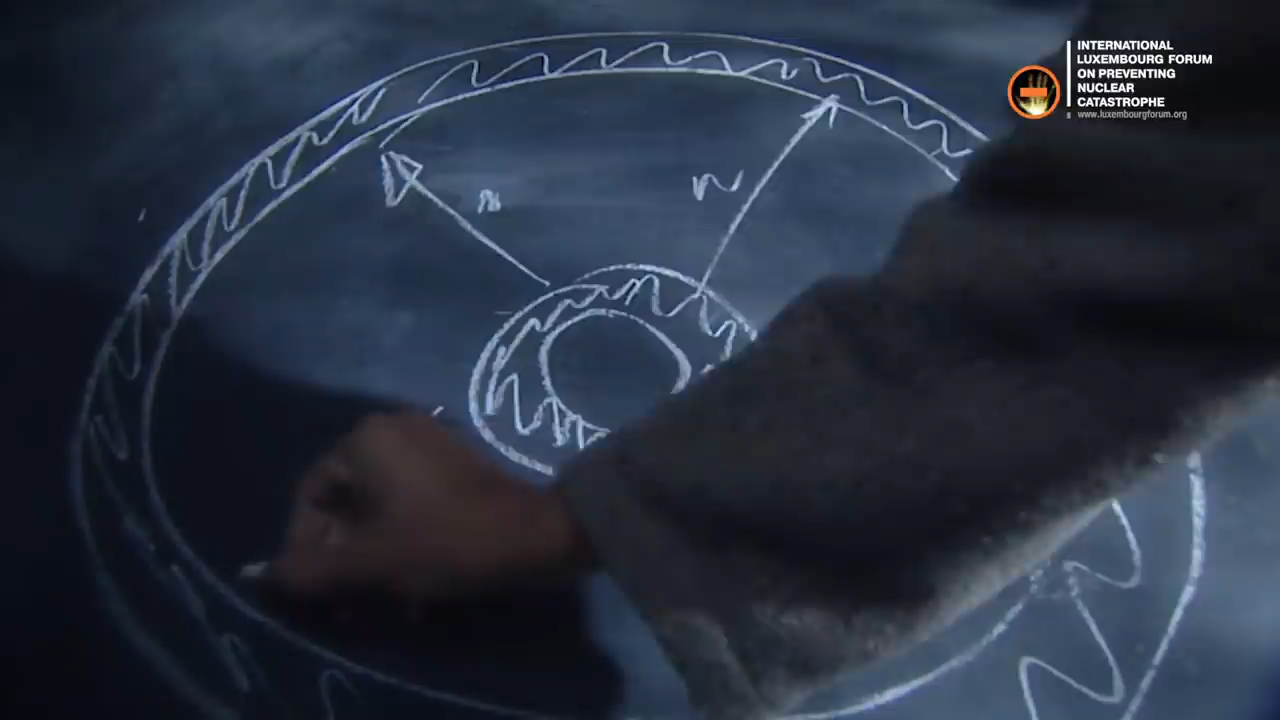 INTERNATIONAL
LUXEMBOURG FORUM
ON PREVENTING
NUCLEAR
CATASTROPHE
www.luxembourgforum.org
n